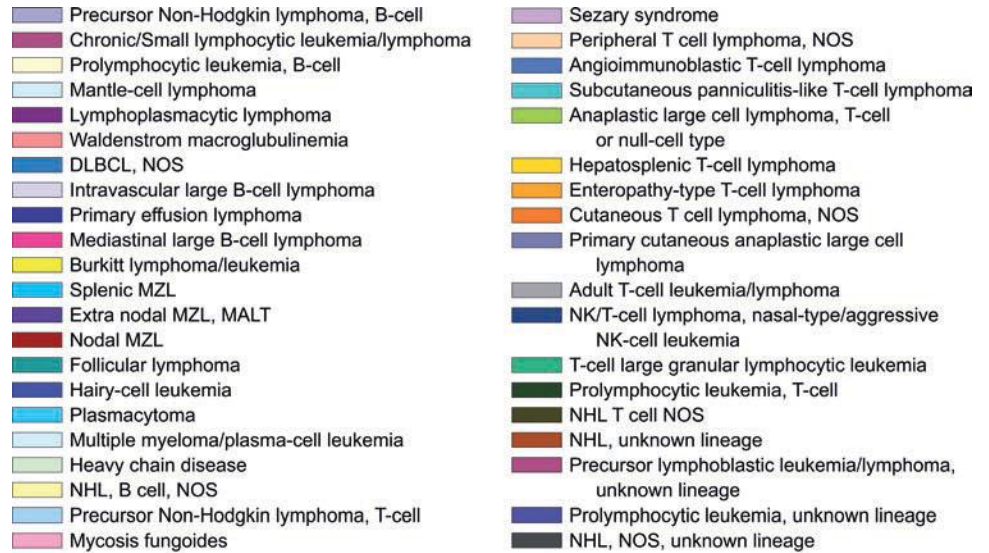 Precursor Non-Hodgkin lymphoma, B-cell
Chronic/Small lymphocytic leukemia/lymphoma
Prolymphocytic leukemia, B-cell
Mantle-cell lymphoma
Lymphoplasmacytic lymphoma
Waldenstrom macroglubulinemia
DLBCL, NOS
Intravascular large B-cell lymphoma
Primary effusion lymphoma
Mediastinal large B-cell lymphoma
Burkitt lymphoma/leukemia
Splenic MZL
Extra nodal MZL, MALT
Nodal MZL
Follicular lymphoma
Hairy-cell leukemia
Plasmacytoma
Multiple myeloma/plasma-cell leukemia
Heavy chain disease
NHL, B cell, NOS
Precursor Non-Hodgkin lymphoma, T-cell
Mycosis fungoides
Sezary syndrome
Peripheral T cell lymphoma, NOS
Angioimmunoblastic T-cell lymphoma
Subcutaneous panniculitis-like T-cell lymphoma
Anaplastic large cell lymphoma, T-cell
or null-cell type
Hepatosplenic T-cell lymphoma
Enteropathy-type T-cell lymphoma
Cutaneous T cell lymphoma, NOS
Primary cutaneous anaplastic large cell
lymphoma
Adult T-cell leukemia/lymphoma
NK/T-cell lymphoma, nasal-type/aggressive
NK-cell leukemia
T-cell large granular lymphocytic leukemia
Prolymphocytic leukemia, T-cell
NHL T cell NOS
NHL, unknown lineage
Precursor lymphoblastic leukemia/lymphoma,
unknown lineage
Prolymphocytic leukemia, unknown lineage
NHL, NOS, unknown lineage